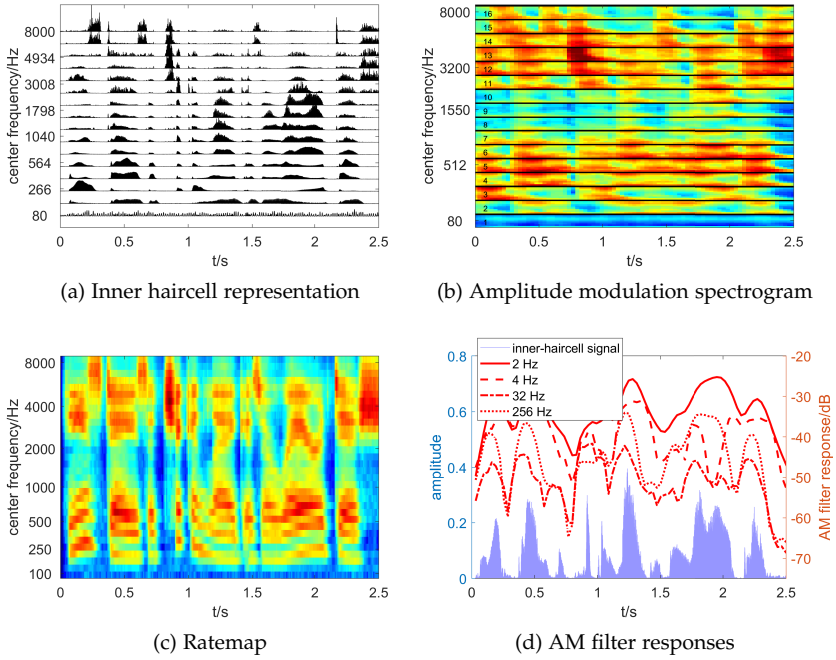 8000
4934
3008
1798
1040
564
266
80
center frequency/Hz
0 0.5 1 1.5 2 2.5
t/s
(a) Inner haircell representation
8000
3200
1550
512
80
center frequency/Hz
16
15
14
13
12
11
10
9
8
7
6
5
4
3
2
1
0 0.5 1 1.5 2 2.5
t/s
(b) Amplitude modulation spectrogram
8000
4000
2000
1000
500
250
100
center frequency/Hz
0 0.5 1 1.5 2 2.5
t/s
(c) Ratemap
inner-haircell signal
2 Hz
4 Hz
32 Hz
256 Hz
0.8
0.6
0.4
0.2
0
amplitude
-20
-30
-40
-50
-60
-70
AM filter response/dB
0 0.5 1 1.5 2 2.5
t/s
(d) AM filter responses